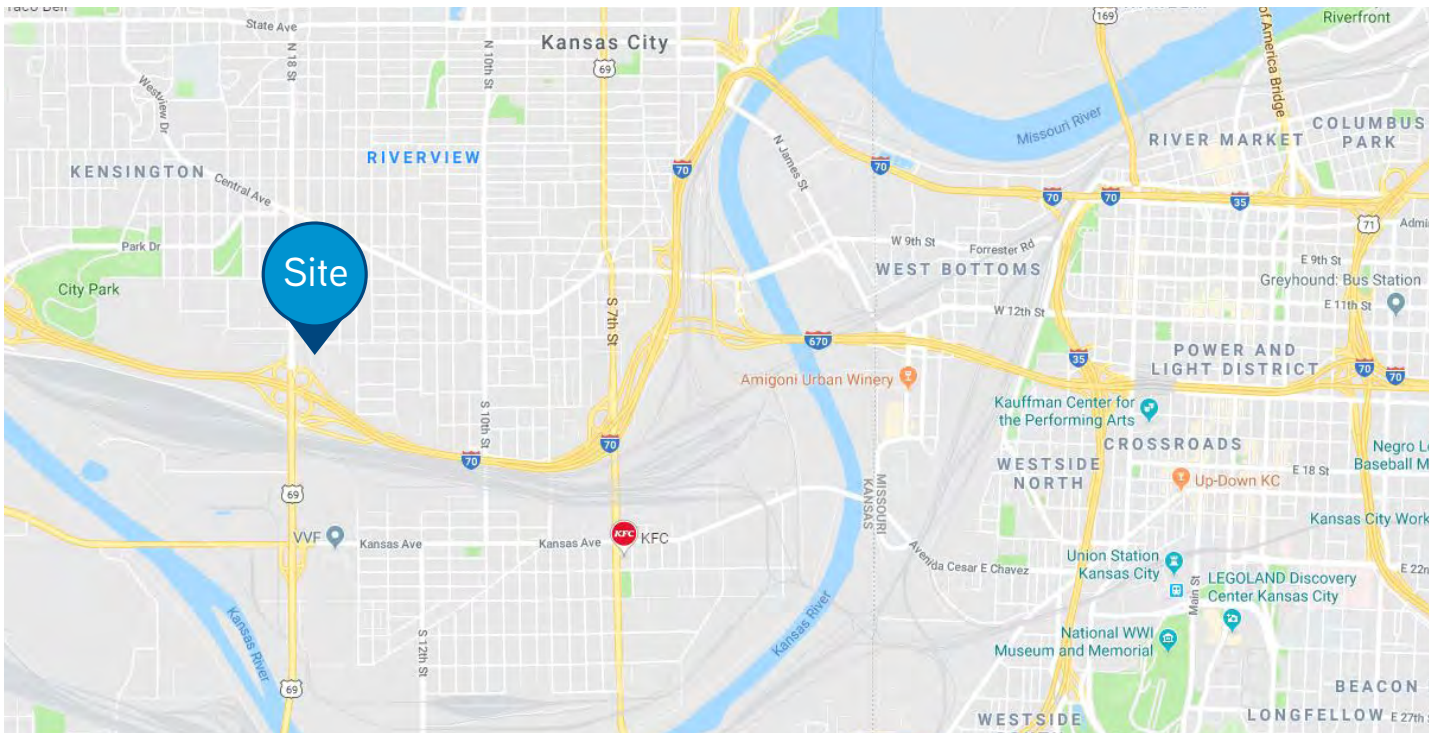 Taco Bell
State Ave
N 18 St
N 10th St
Kansas City
69
169
Riverfront
of America Bridge
Westview Dr
Missouri River
COLUMBUS
PARK
RIVER MARKET
N James St
RIVERVIEW
KENSINGTON
Central Ave
70
70
70
70
35
71
Admi
Park Dr
W 9th St
Forrester Rd
WEST BOTTOMS
E 9th St
Greyhound: Bus Station
E 11th St
City Park
Site
S 7th St
W 12th St
670
35
POWER AND
LIGHT DISTRICT
70
70
Amigoni Urban Winery
Kauffman Center for
the Performing Arts
CROSSROADS
S 10th St
70
70
Negro L
Baseball M
WESTSIDE
NORTH
E 18 St
Up-Down KC
MISSOURI
KANSAS
69
Kansas City Work
VVF
Kansas Ave
Kansas Ave
KFC
KFC
Avenida Cesar E Chavez
Union Station
Kansas City
E 22n
LEGOLAND Discovery
Center Kansas City
Main St
Kansas River
Kansas River
S 12th St
National WWI
Museum and Memorial
69
BEACON
WESTSIDE
LONGFELLOW
E 27th